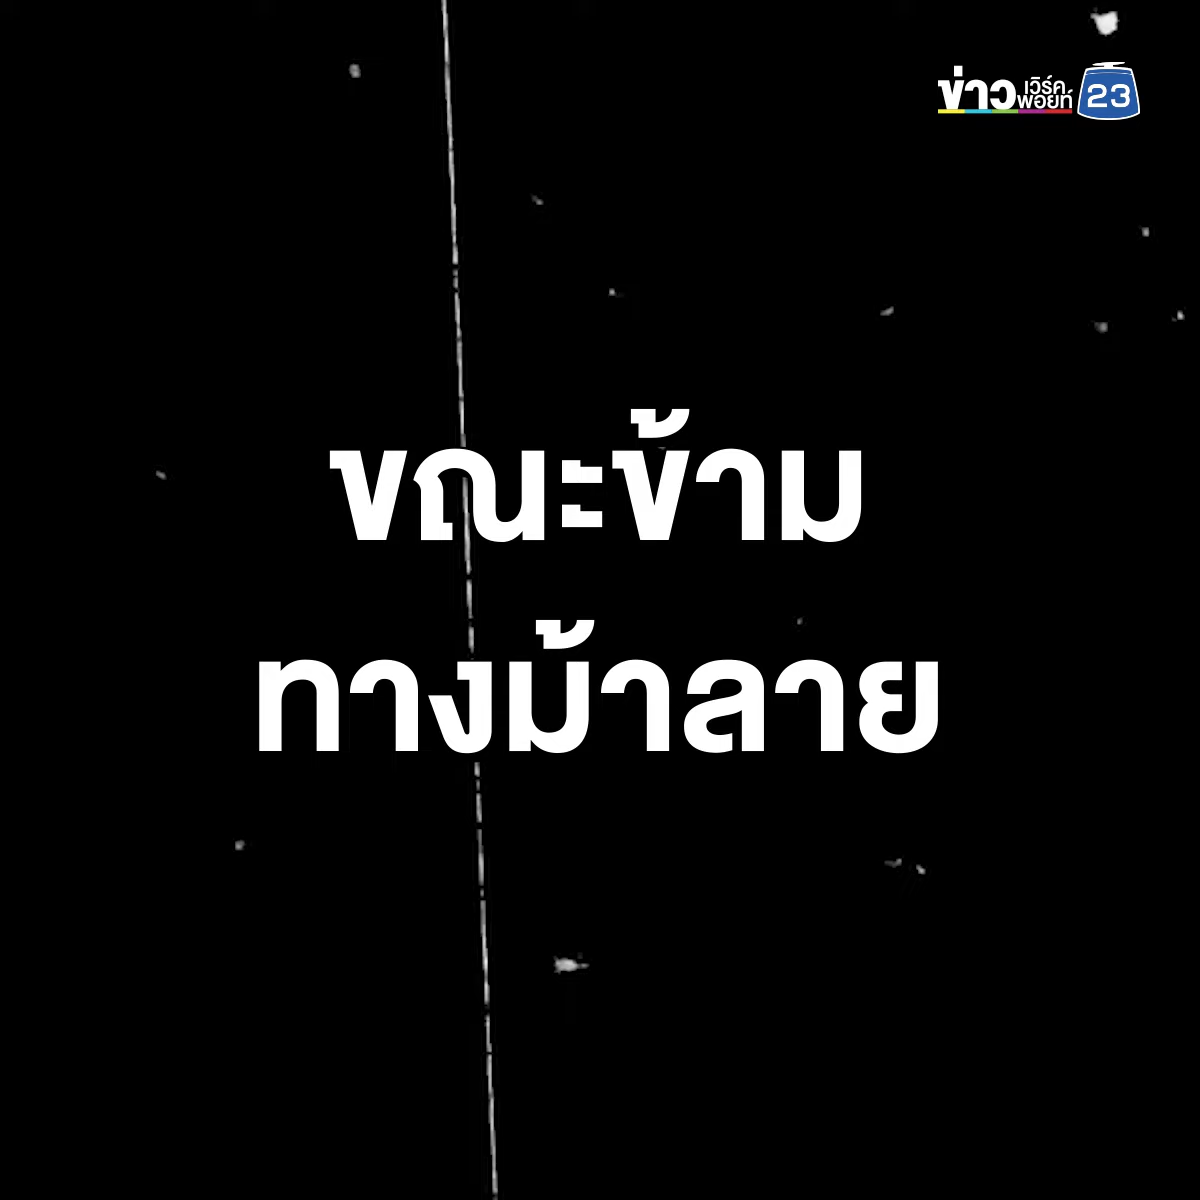 ข่าว
เวิร์ค
พอยท์
23
ขณะข้าม
ทางม้าลาย